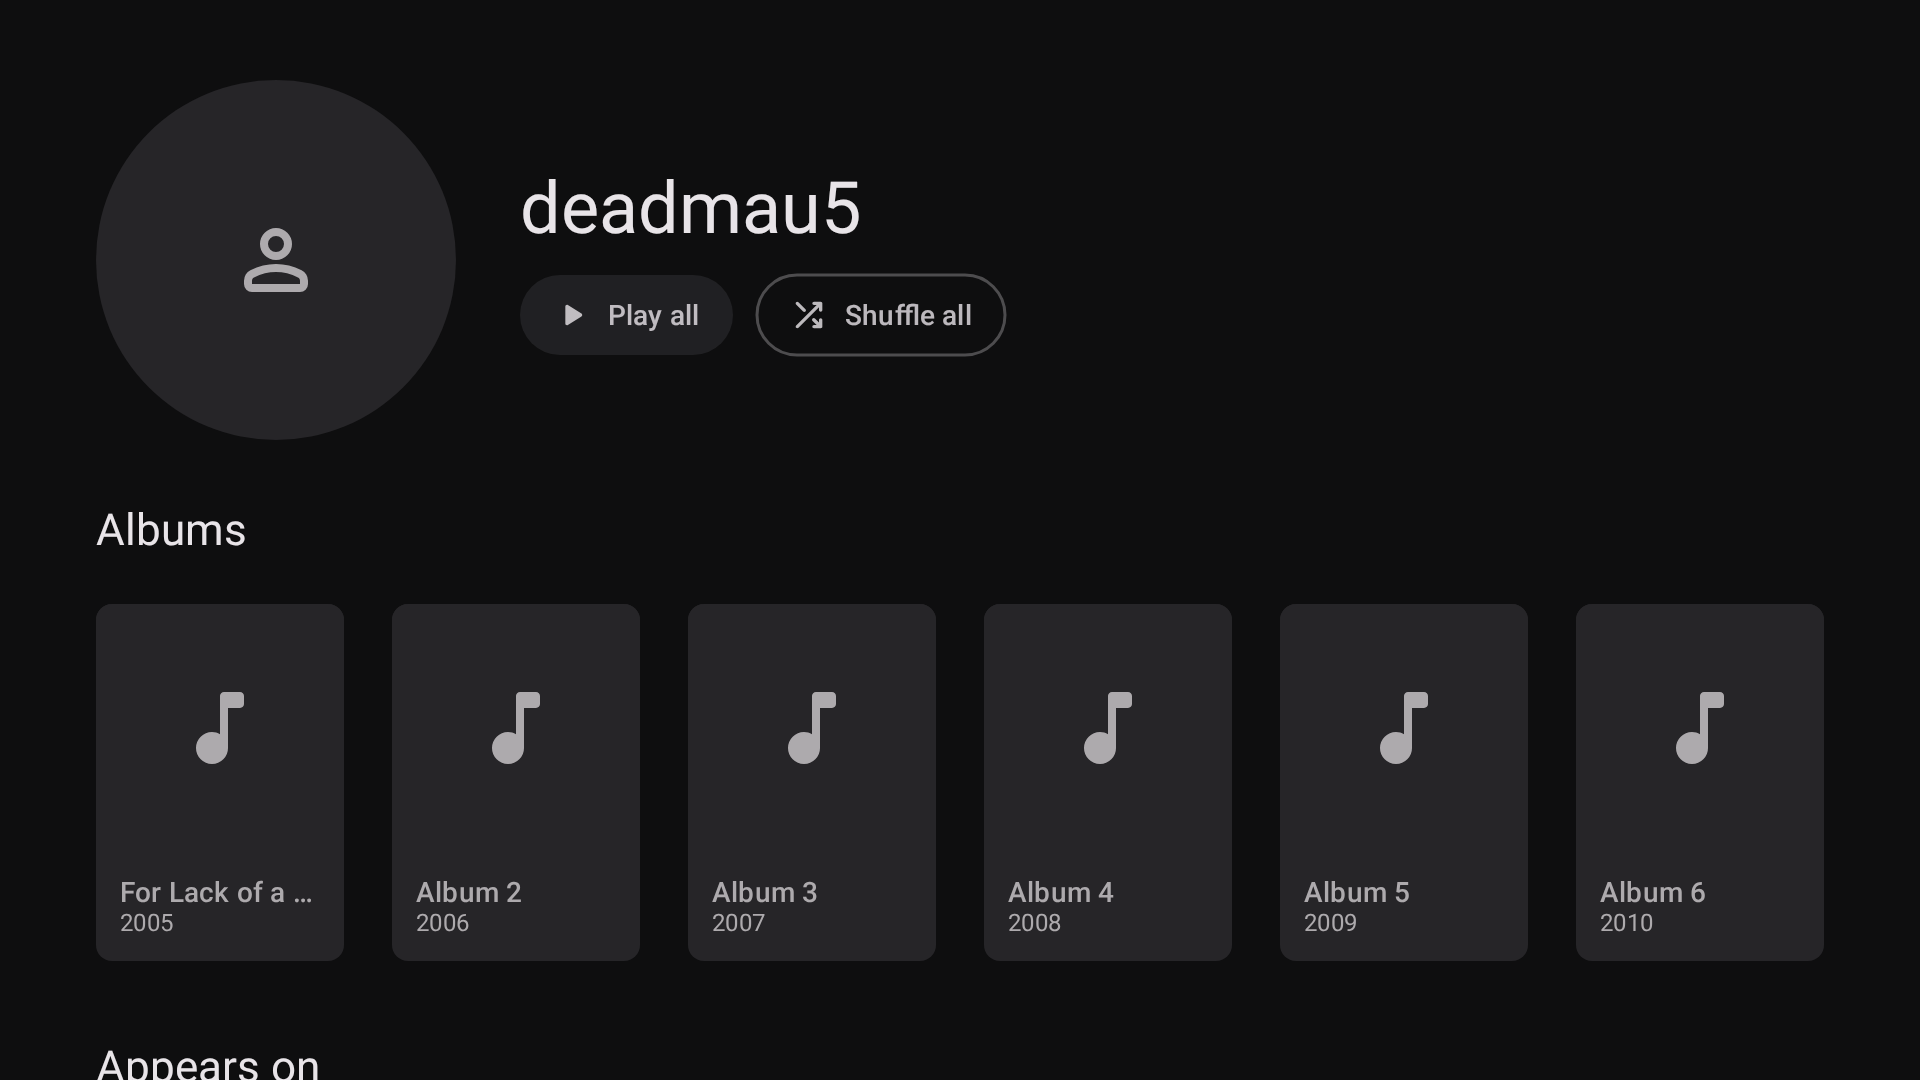 deadmau5
Play all
Shuffle all
Albums
For Lack of a ...
2005
Album 2
2006
Album 3
2007
Album 4
2008
Album 5
2009
Album 6
2010
Appears on